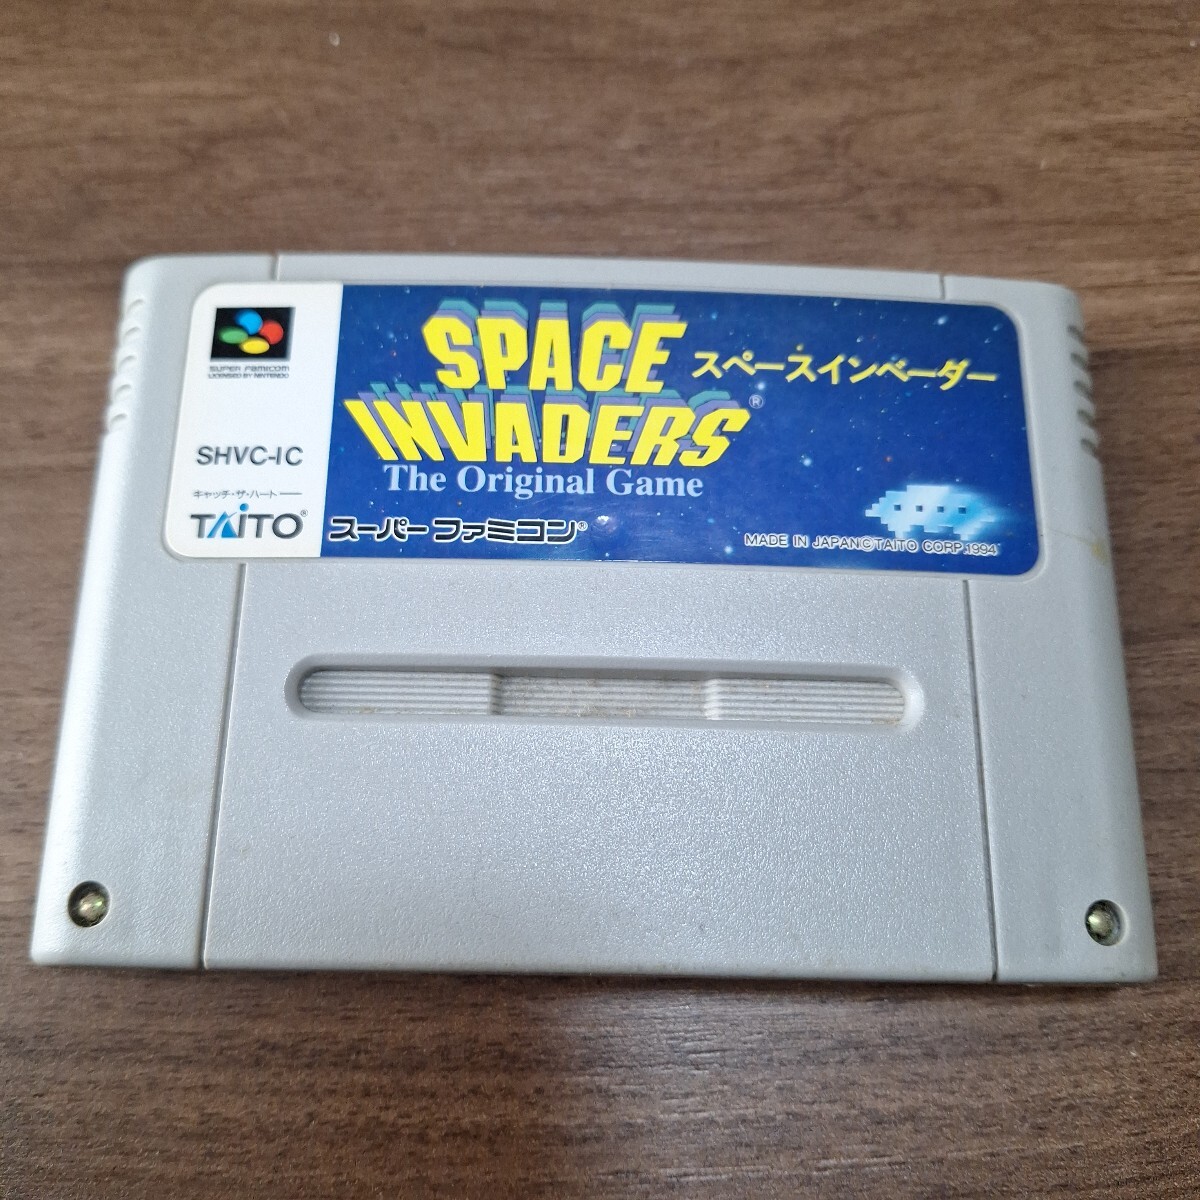 SUPER FAMICOM
LICENSED BY NINTENDO
SHVC-IC
キャッチ・ザ・ハート
TAITO®
SPACE
INVADERS®
スペースインベーダー
The Original Game
スーパーファミコン®
MADE IN JAPAN©TAITO CORP.1994